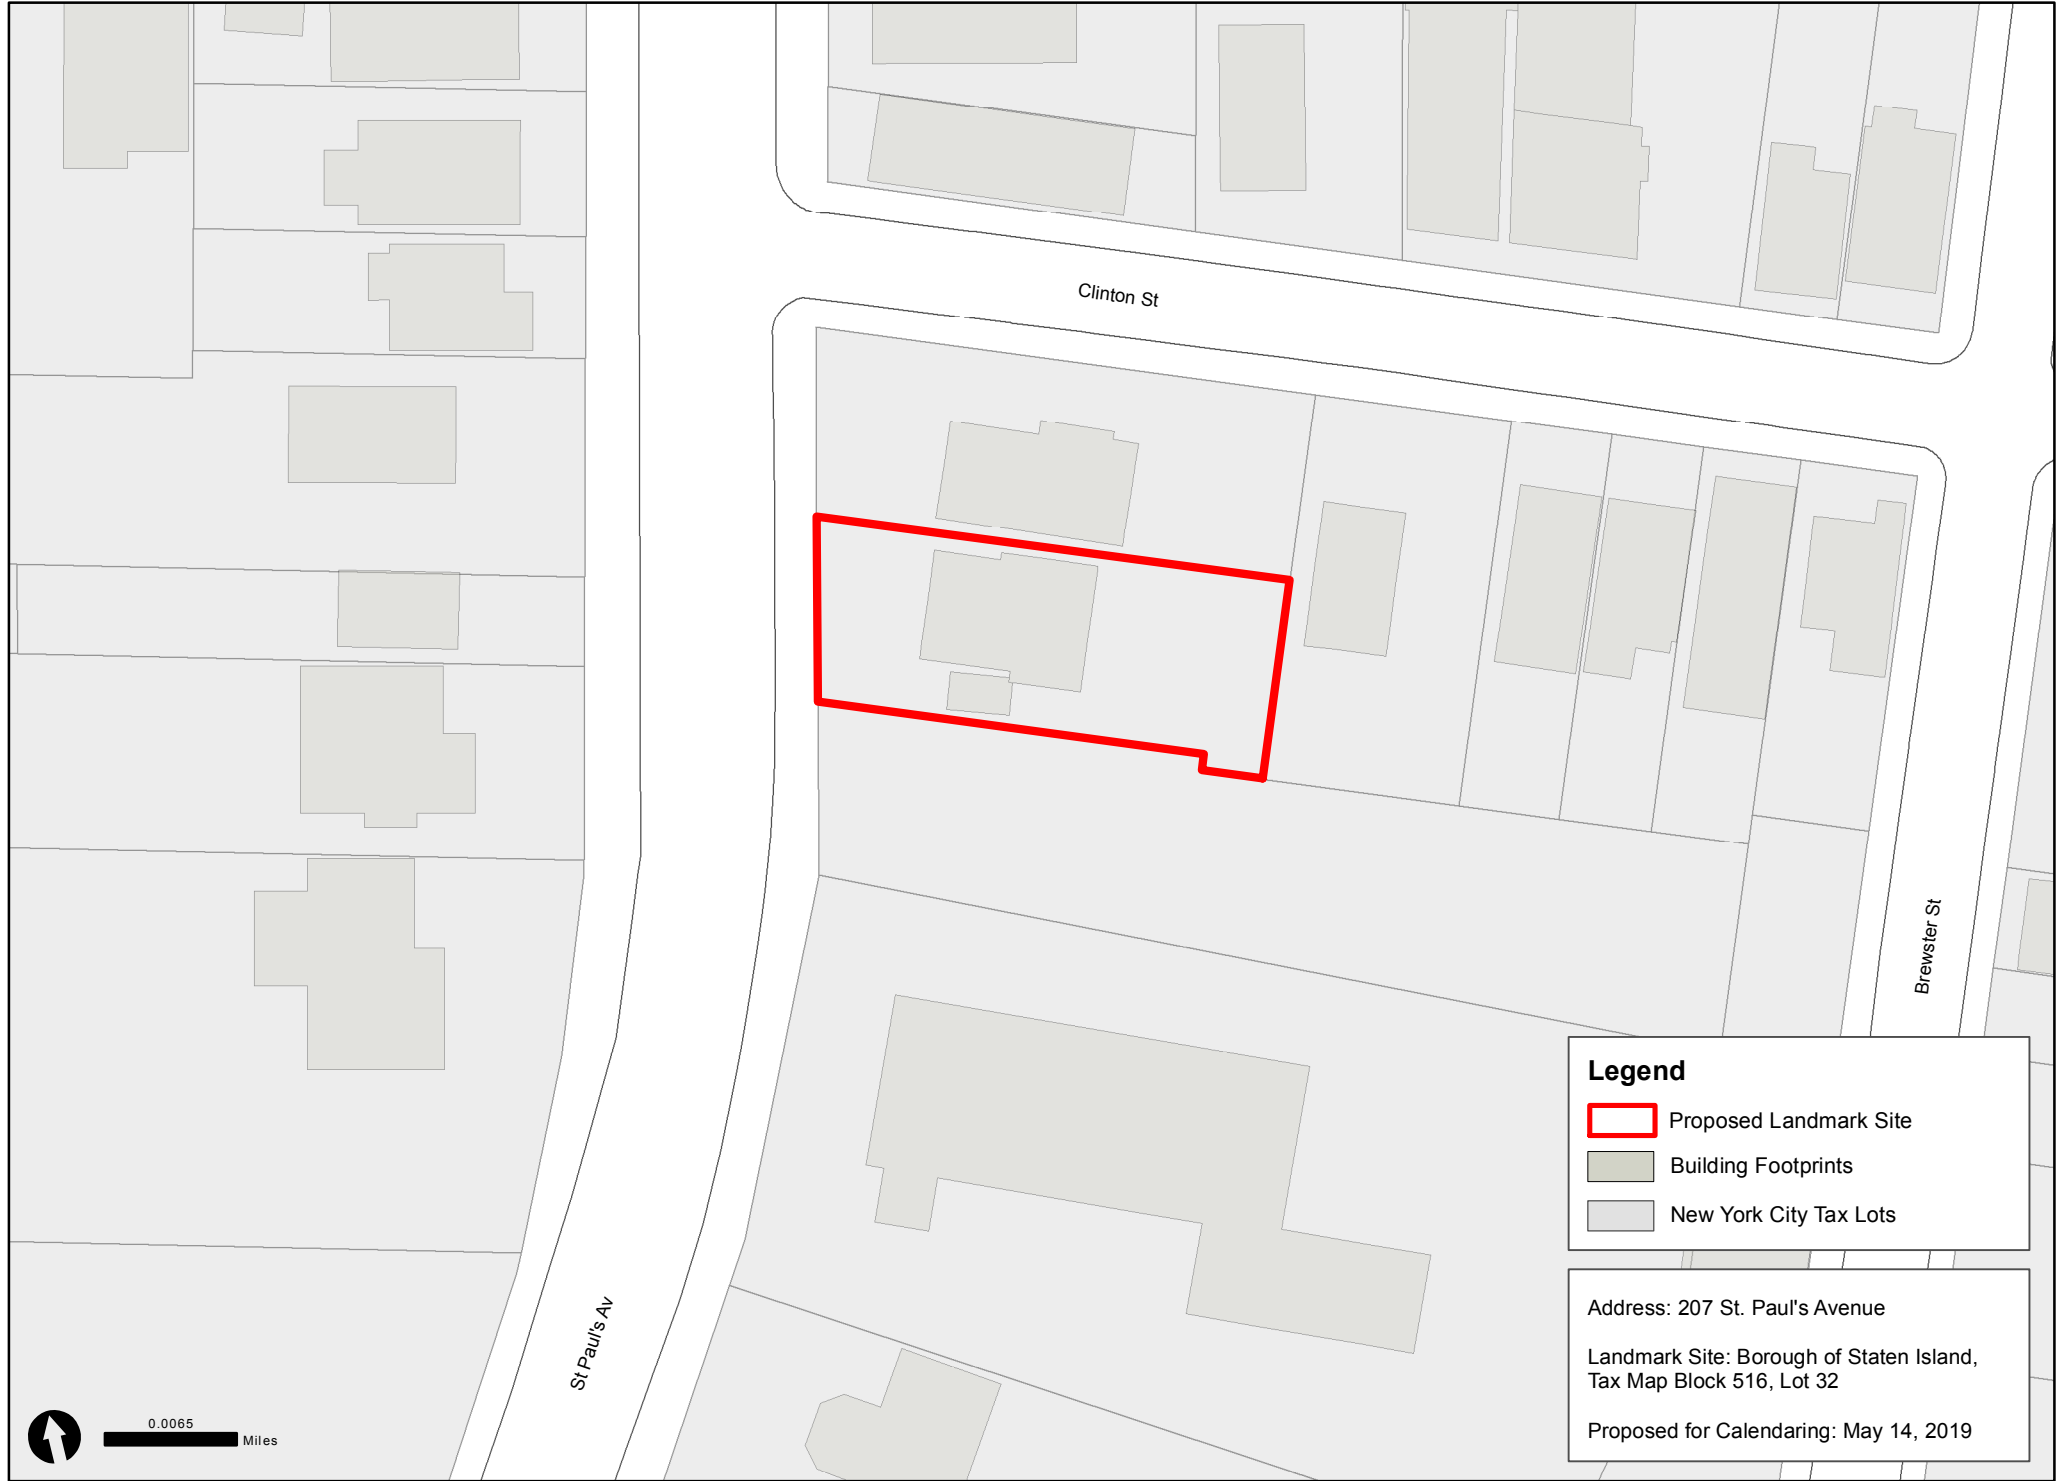 Clinton St
Brewster St
St Paul's Av
Legend
Proposed Landmark Site
Building Footprints
New York City Tax Lots
Address: 207 St. Paul's Avenue
Landmark Site: Borough of Staten Island,
Tax Map Block 516, Lot 32
Proposed for Calendaring: May 14, 2019
0.0065
Miles